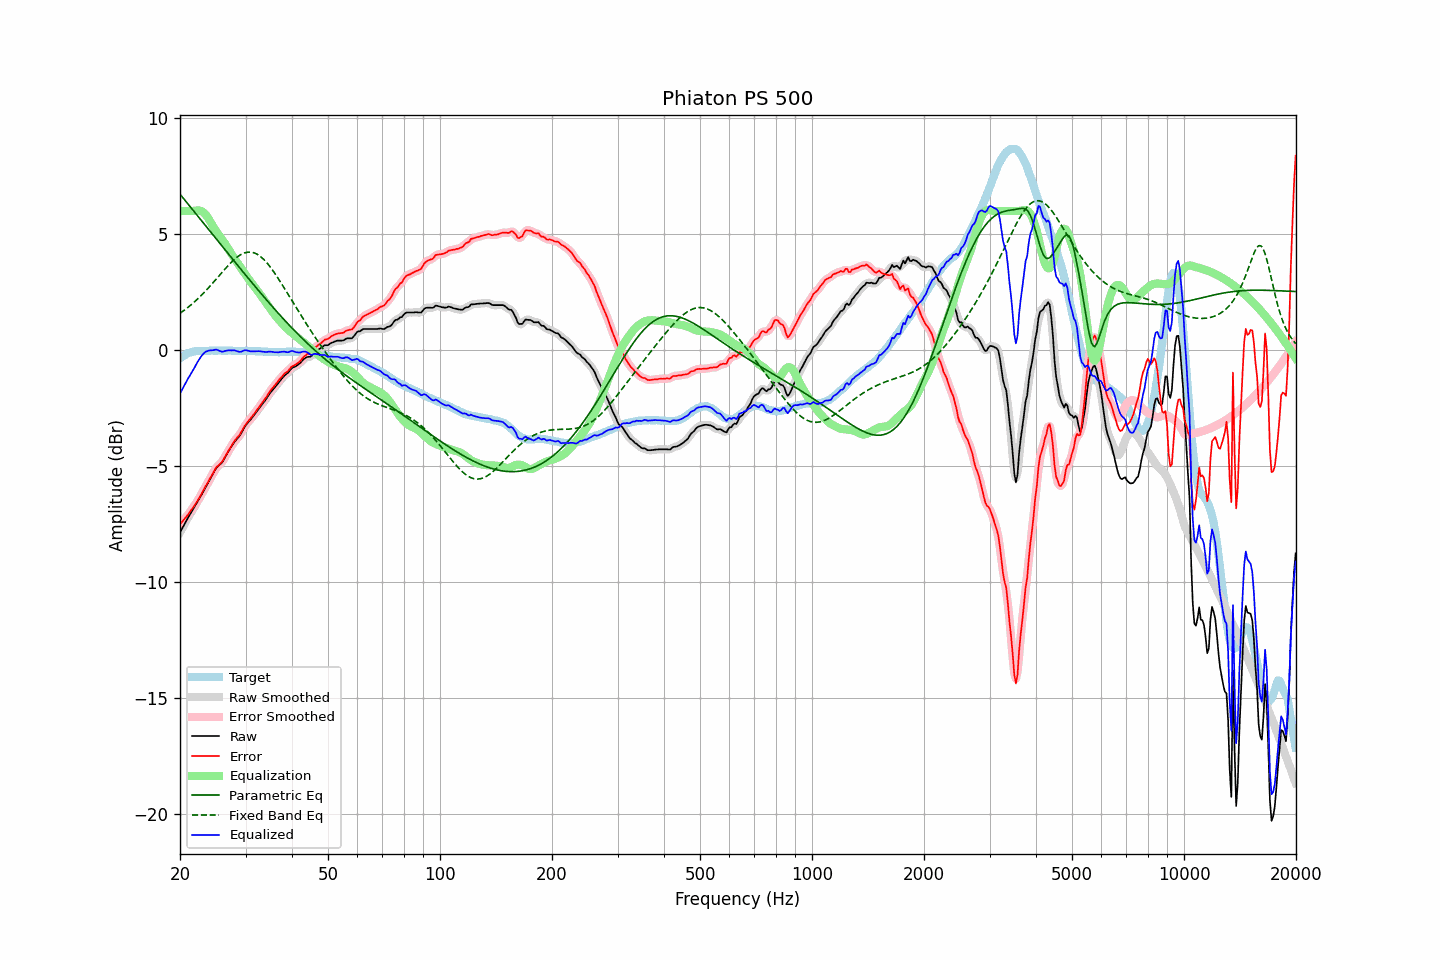 Phiaton PS 500
10
5
0
−5
−10
−15
−20
Amplitude (dBr)
Target
Raw Smoothed
Error Smoothed
Raw
Error
Equalization
Parametric Eq
Fixed Band Eq
Equalized
20 50 100 200 500 1000 2000 5000 10000 20000
Frequency (Hz)